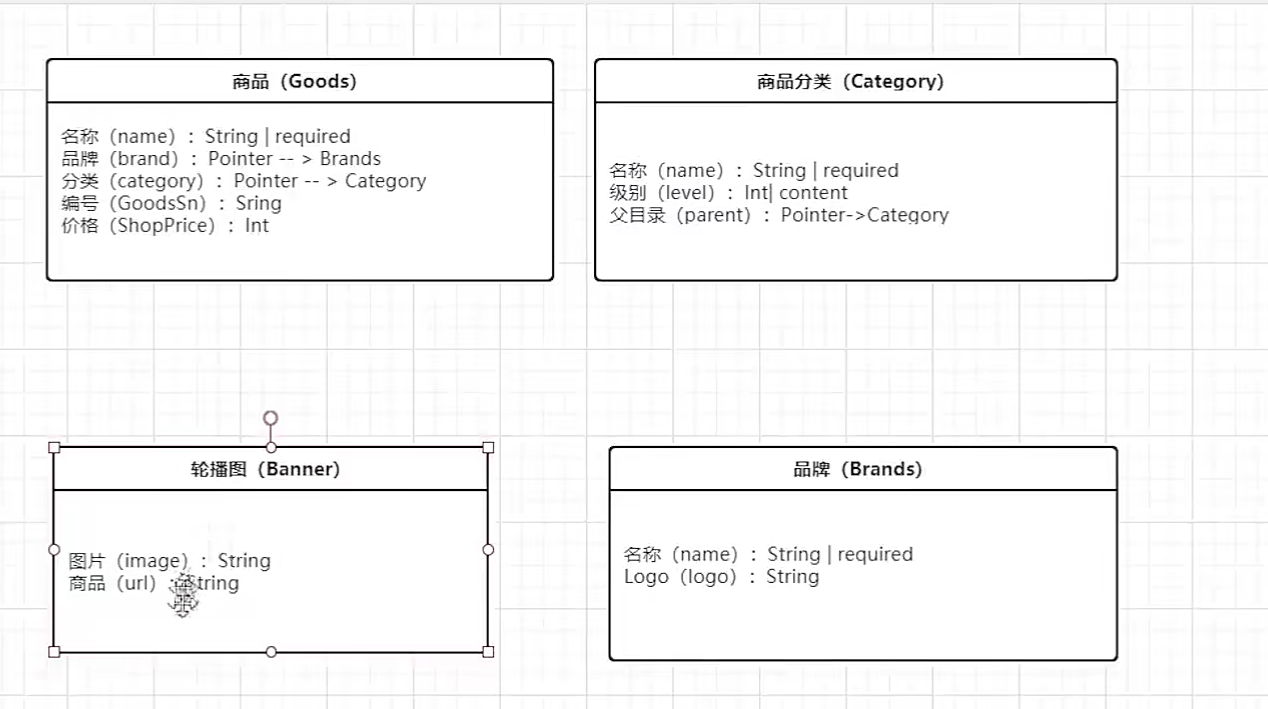 商品（Goods）
名称（name）：String | required
品牌（brand）：Pointer -- > Brands
分类（category）：Pointer -- > Category
编号（GoodsSn）：Sring
价格（ShopPrice）：Int
商品分类（Category）
名称（name）：String | required
级别（level）：Int| content
父目录（parent）：Pointer->Category
轮播图（Banner）
图片（image）：String
商品（url）：String
品牌（Brands）
名称（name）：String | required
Logo（logo）：String